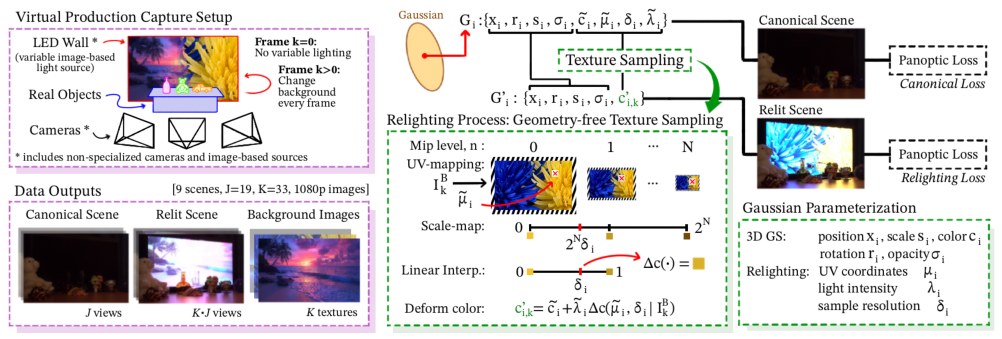 Virtual Production Capture Setup
LED Wall *
(variable image-based
light source)
Frame k=0:
No variable lighting
Frame k>0:
Change
background
every frame
Real Objects
Cameras *
* includes non-specialized cameras and image-based sources
Data Outputs
[9 scenes, J=19, K=33, 1080p images]
Canonical Scene
Relit Scene
Background Images
J views
K·J views
K textures
Gaussian
G_i:{x_i, r_i, s_i, σ_i, c̃_i, μ̃_i, δ_i, λ̃_i}
Texture Sampling
G'_i: {x_i, r_i, s_i, σ_i, c'_{i,k}}
Relighting Process: Geometry-free Texture Sampling
Mip level, n : 0 1 ... N
UV-mapping:
I_k^B
μ̃_i
...
Scale-map: 0 2^N
2^N δ_i
Linear Interp.: 0 1
δ_i
Δc(·) =
Deform color: c'_{i,k}= c̃_i+λ̃_i Δc(μ̃_i, δ_i | I_k^B)
Canonical Scene
Panoptic Loss
Canonical Loss
Relit Scene
Panoptic Loss
Relighting Loss
Gaussian Parameterization
3D GS: position x_i, scale s_i, color c_i
rotation r_i, opacity σ_i
Relighting: UV coordinates μ_i
light intensity λ_i
sample resolution δ_i